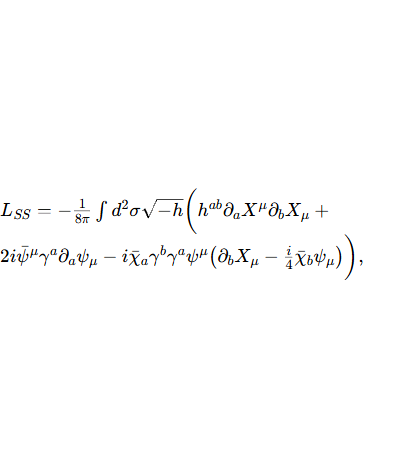 L_{SS} = -\frac{1}{8\pi} \int d^2\sigma \sqrt{-h} \Big( h^{ab} \partial_a X^\mu \partial_b X_\mu +
2i\bar{\psi}^\mu \gamma^a \partial_a \psi_\mu - i\bar{\chi}_a \gamma^b \gamma^a \psi^\mu \big( \partial_b X_\mu - \frac{i}{4} \bar{\chi}_b \psi_\mu \big) \Big),